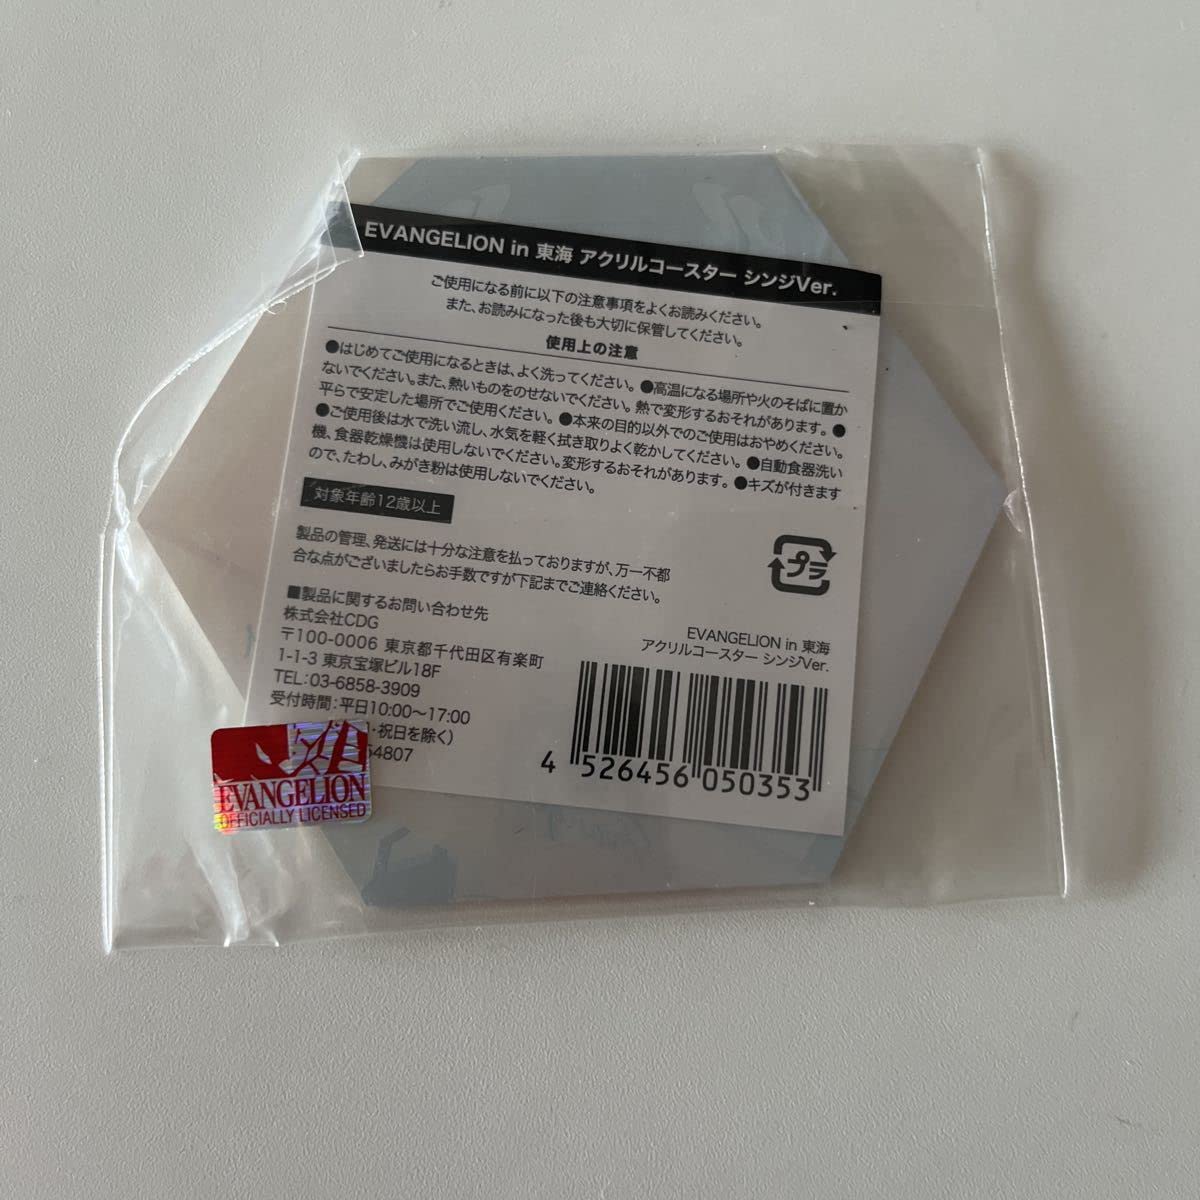 EVANGELION in 東海 アクリルコースター シンジVer.
ご使用になる前に以下の注意事項をよくお読みください。
また、お読みになった後も大切に保管してください。
使用上の注意
●はじめてご使用になるときは、よく洗ってください。●高温になる場所や火のそばに置か
ないでください。また、熱いものをのせないでください。熱で変形するおそれがあります。●
平らで安定した場所でご使用ください。●本来の目的以外でのご使用はおやめください。
●ご使用後は水で洗い流し、水気を軽く拭き取りよく乾かしてください。●自動食器洗い
機、食器乾燥機は使用しないでください。変形するおそれがあります。●キズが付きます
ので、たわし、みがき粉は使用しないでください。
対象年齢12歳以上
製品の管理、発送には十分な注意を払っておりますが、万一不都
合な点がございましたらお手数ですが下記までご連絡ください。
プラ
■製品に関するお問い合わせ先
株式会社CDG
〒100-0006 東京都千代田区有楽町
1-1-3 東京宝塚ビル18F
TEL:03-6858-3909
受付時間:平日10:00〜17:00
・祝日を除く)
54807
EVANGELION in 東海
アクリルコースター シンジVer.
4 526456 050353
EVANGELION
OFFICIALLY LICENSED